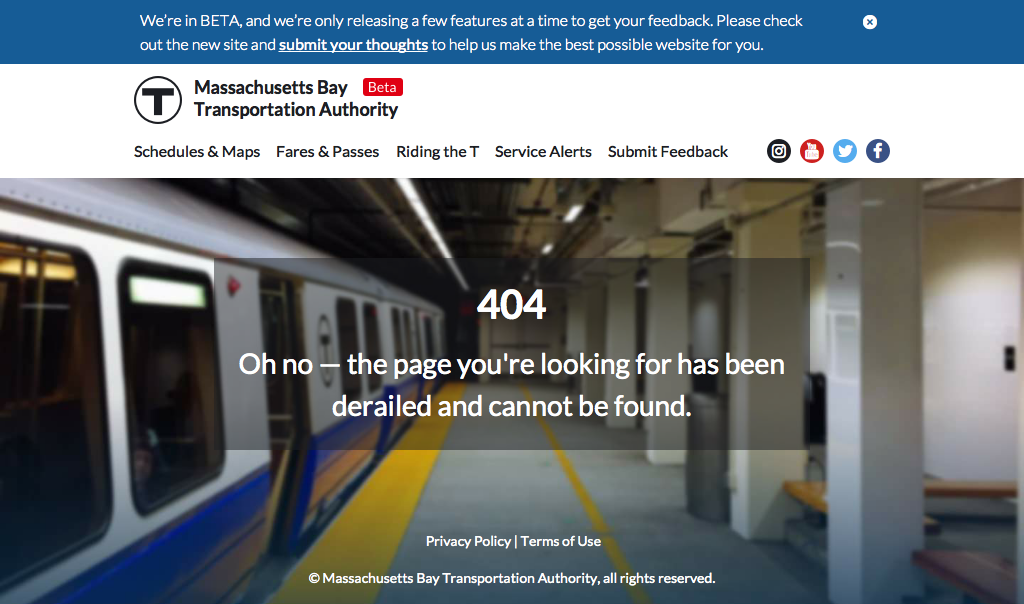 We’re in BETA, and we’re only releasing a few features at a time to get your feedback. Please check
out the new site and submit your thoughts to help us make the best possible website for you.
T
Massachusetts Bay Beta
Transportation Authority
Schedules & Maps Fares & Passes Riding the T Service Alerts Submit Feedback
404
Oh no — the page you're looking for has been
derailed and cannot be found.
Privacy Policy | Terms of Use
© Massachusetts Bay Transportation Authority, all rights reserved.